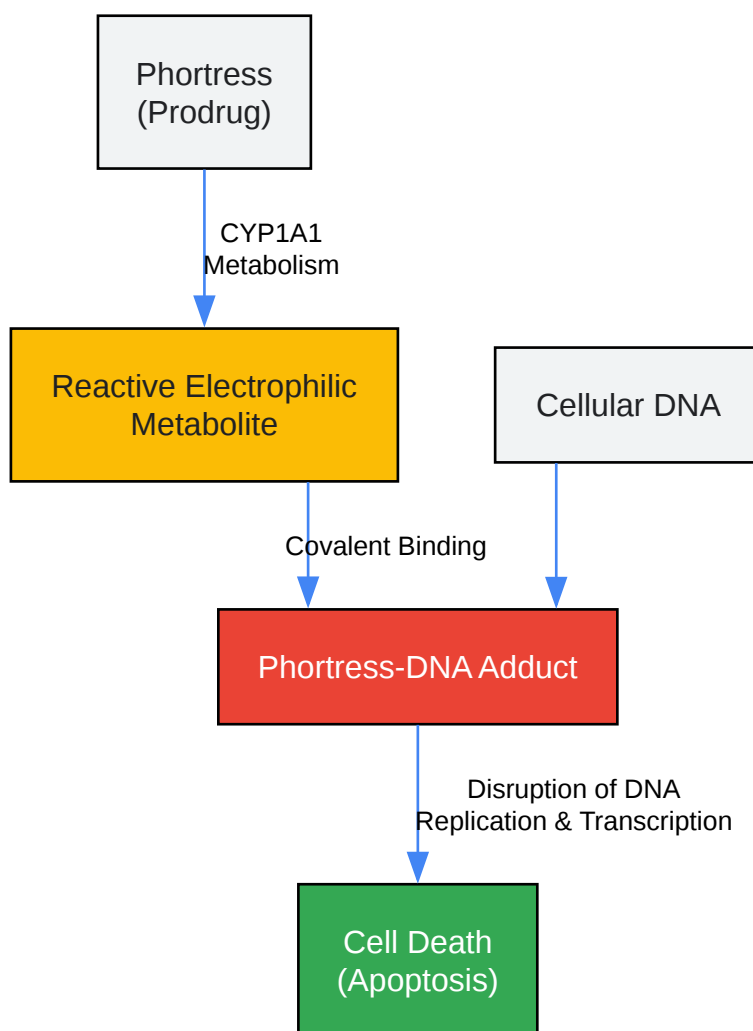 Phortress
(Prodrug)
CYP1A1
Metabolism
Reactive Electrophilic
Metabolite
Cellular DNA
Covalent Binding
Phortress-DNA Adduct
Disruption of DNA
Replication & Transcription
Cell Death
(Apoptosis)